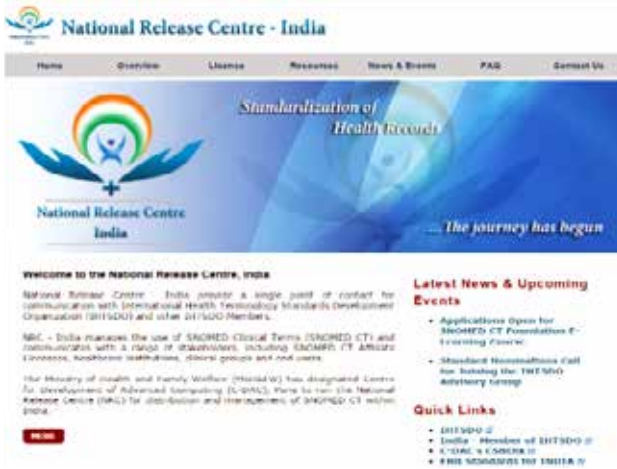 National Release Centre - India
Home Overview License Resources News & Events FAQ Contact Us
Standardization of
Health Records
National Release Centre
India
... The journey has begun
Welcome to the National Release Centre, India
National Release Centre - India provide a single point of contact for
communication with International Health Terminology Standards Development
Organization (IHTSDO) and other IHTSDO Members.
NRC - India manages the use of SNOMED Clinical Terms (SNOMED CT) and
communicates with a range of stakeholders, including SNOMED CT Affiliate
Licensees, healthcare institutions, clinical groups and end users.
The Ministry of Health and Family Welfare (MoH&FW) has designated Centre
for Development of Advanced Computing (C-DAC), Pune to run the National
Release Centre (NRC) for distribution and management of SNOMED CT within
India.
MORE
Latest News & Upcoming
Events
Applications Open for
SNOMED CT Foundation E-
Learning Course
Standard Nominations Call
for Joining the IHTSDO
Advisory Group
Quick Links
IHTSDO
India - Member of IHTSDO
C-DAC's CSNOtk
EHR Standards for INDIA